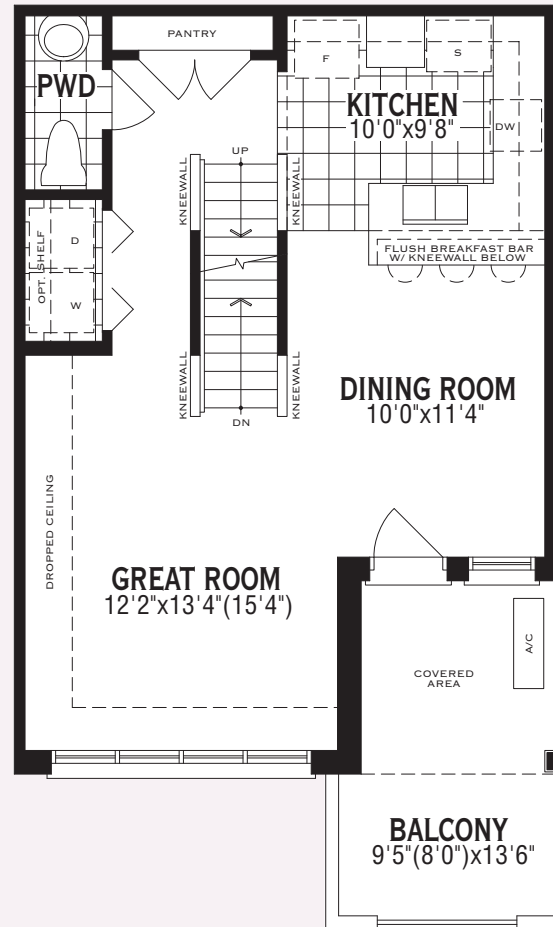 PANTRY
PWD
F
S
KITCHEN
10'0"x9'8"
DW
UP
KNEEWALL
KNEEWALL
D
OPT. SHELF
W
FLUSH BREAKFAST BAR
W/ KNEEWALL BELOW
KNEEWALL
KNEEWALL
DN
DINING ROOM
10'0"x11'4"
DROPPED CEILING
GREAT ROOM
12'2"x13'4"(15'4")
A/C
COVERED
AREA
BALCONY
9'5"(8'0")x13'6"